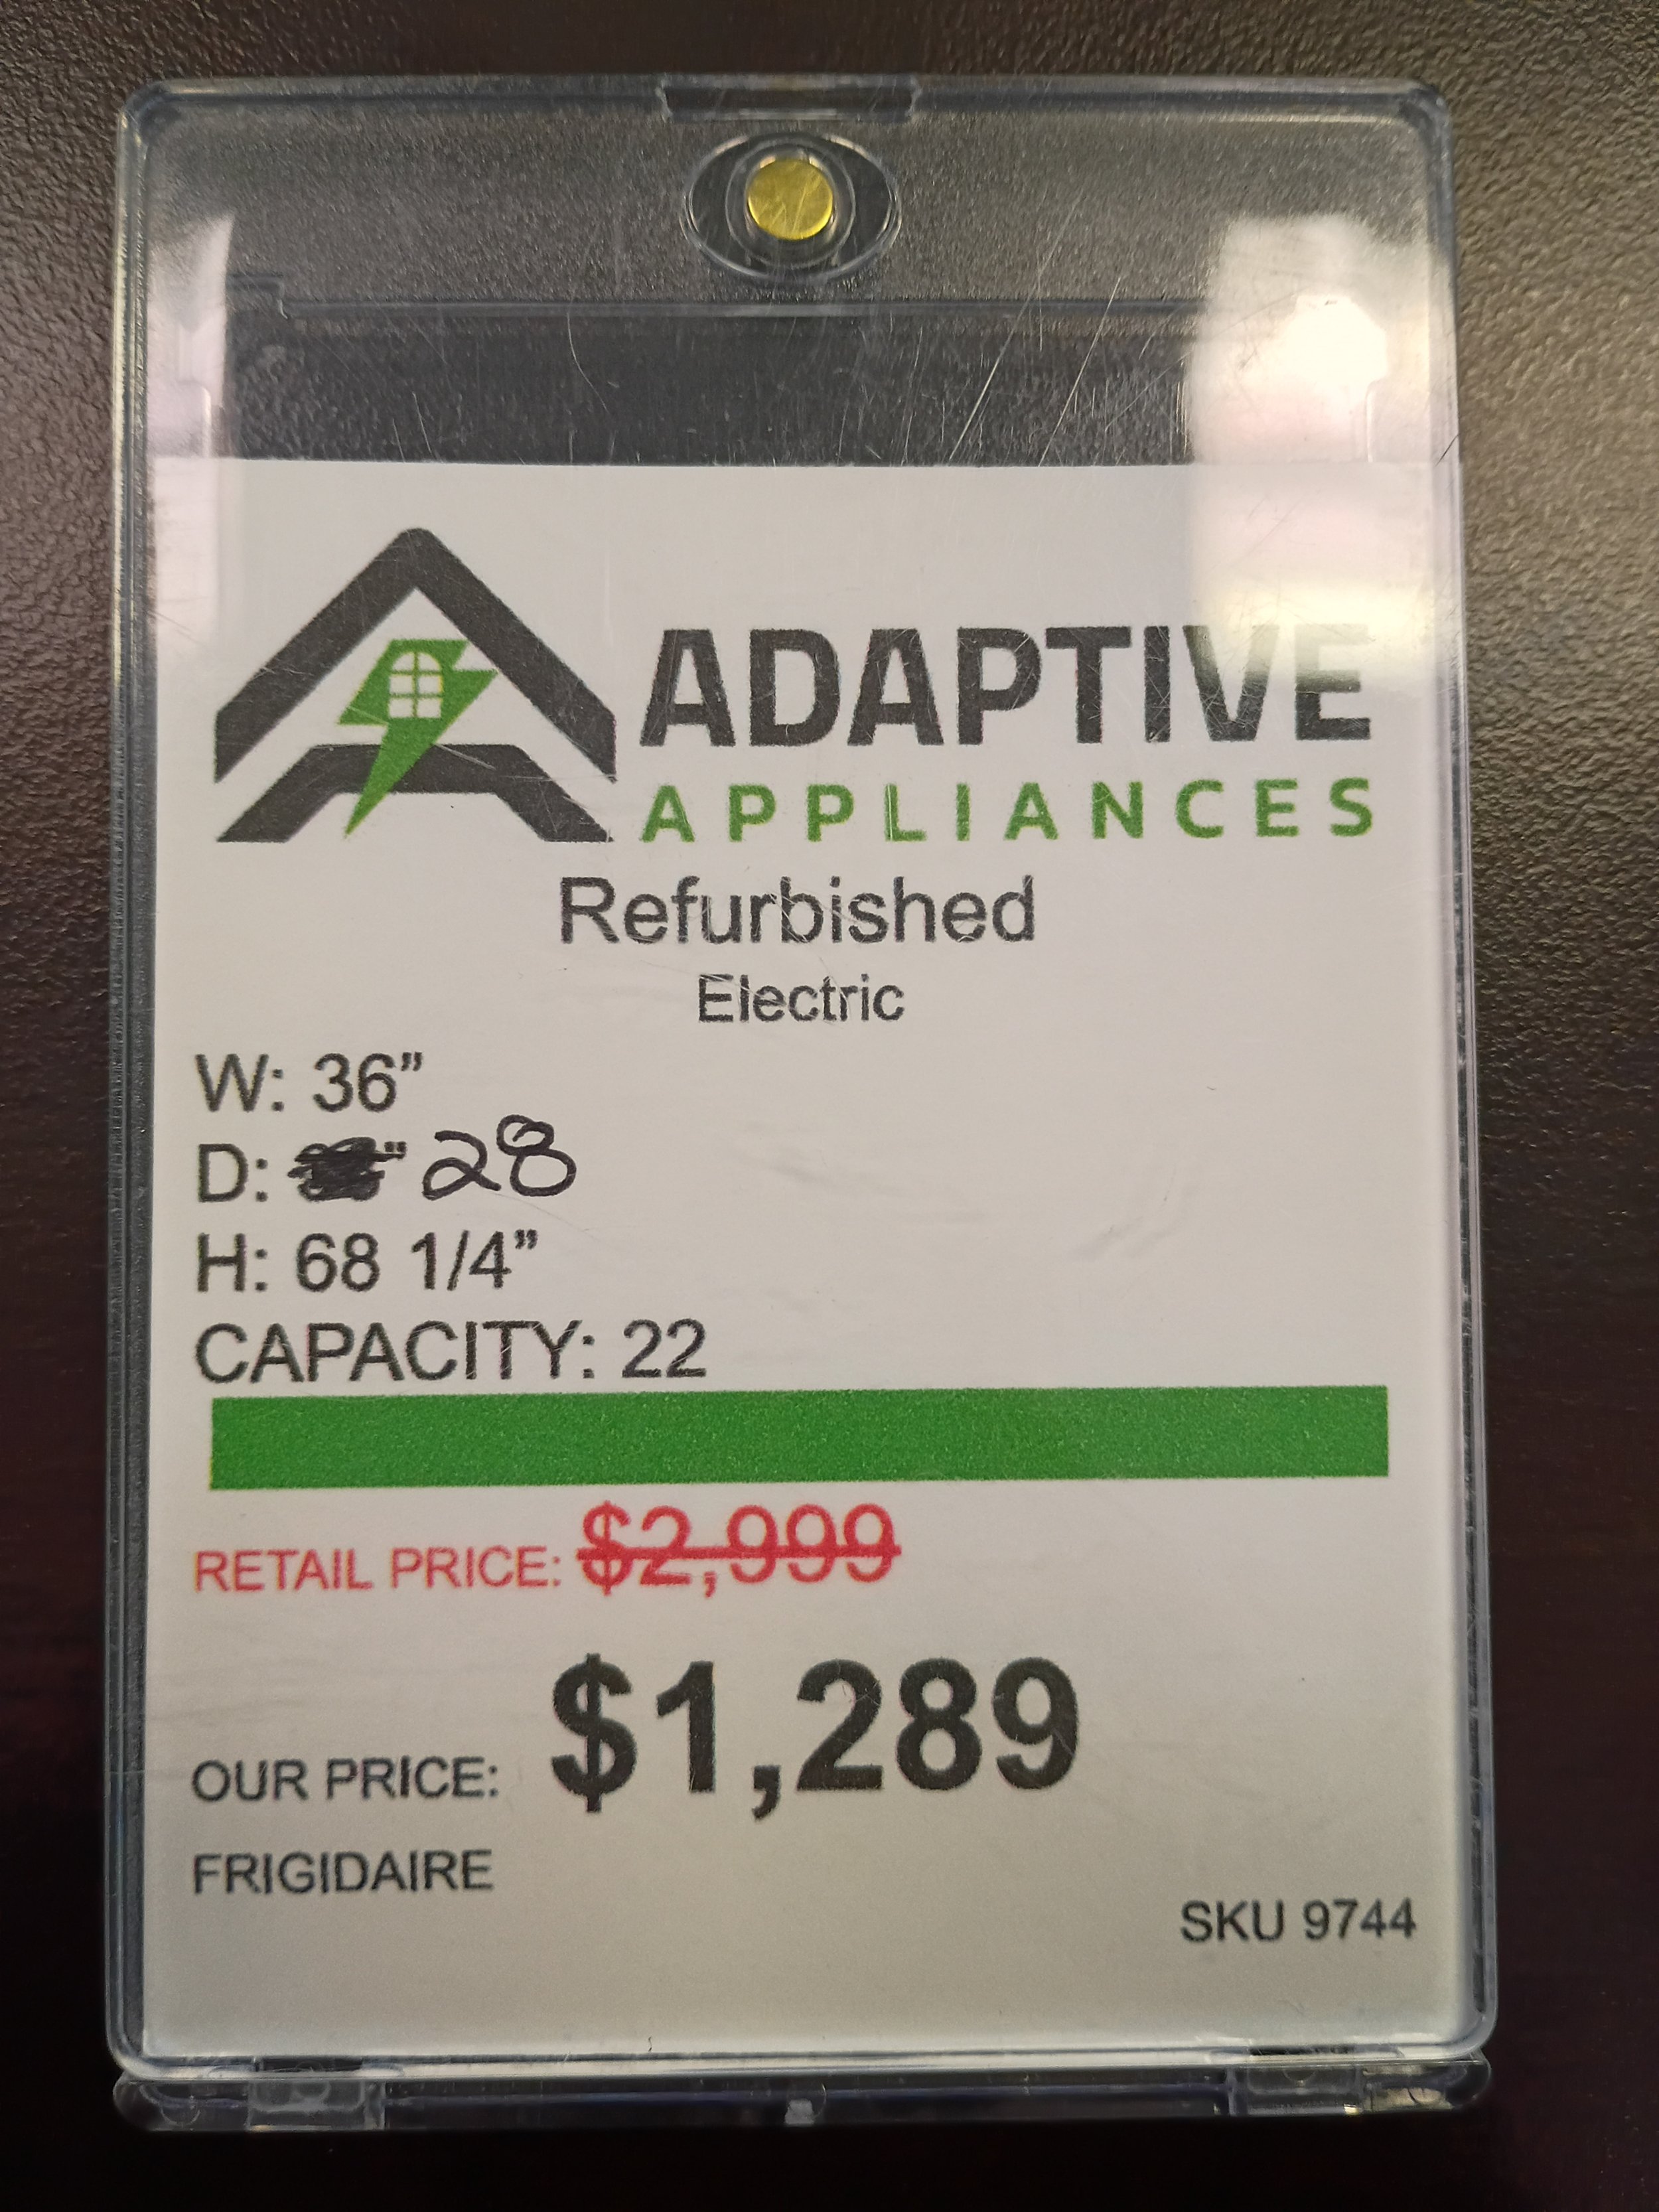 ADAPTIVE
APPLIANCES
Refurbished
Electric
W: 36”
D: " 28
H: 68 1/4”
CAPACITY: 22
RETAIL PRICE: $2,999
OUR PRICE: $1,289
FRIGIDAIRE
SKU 9744